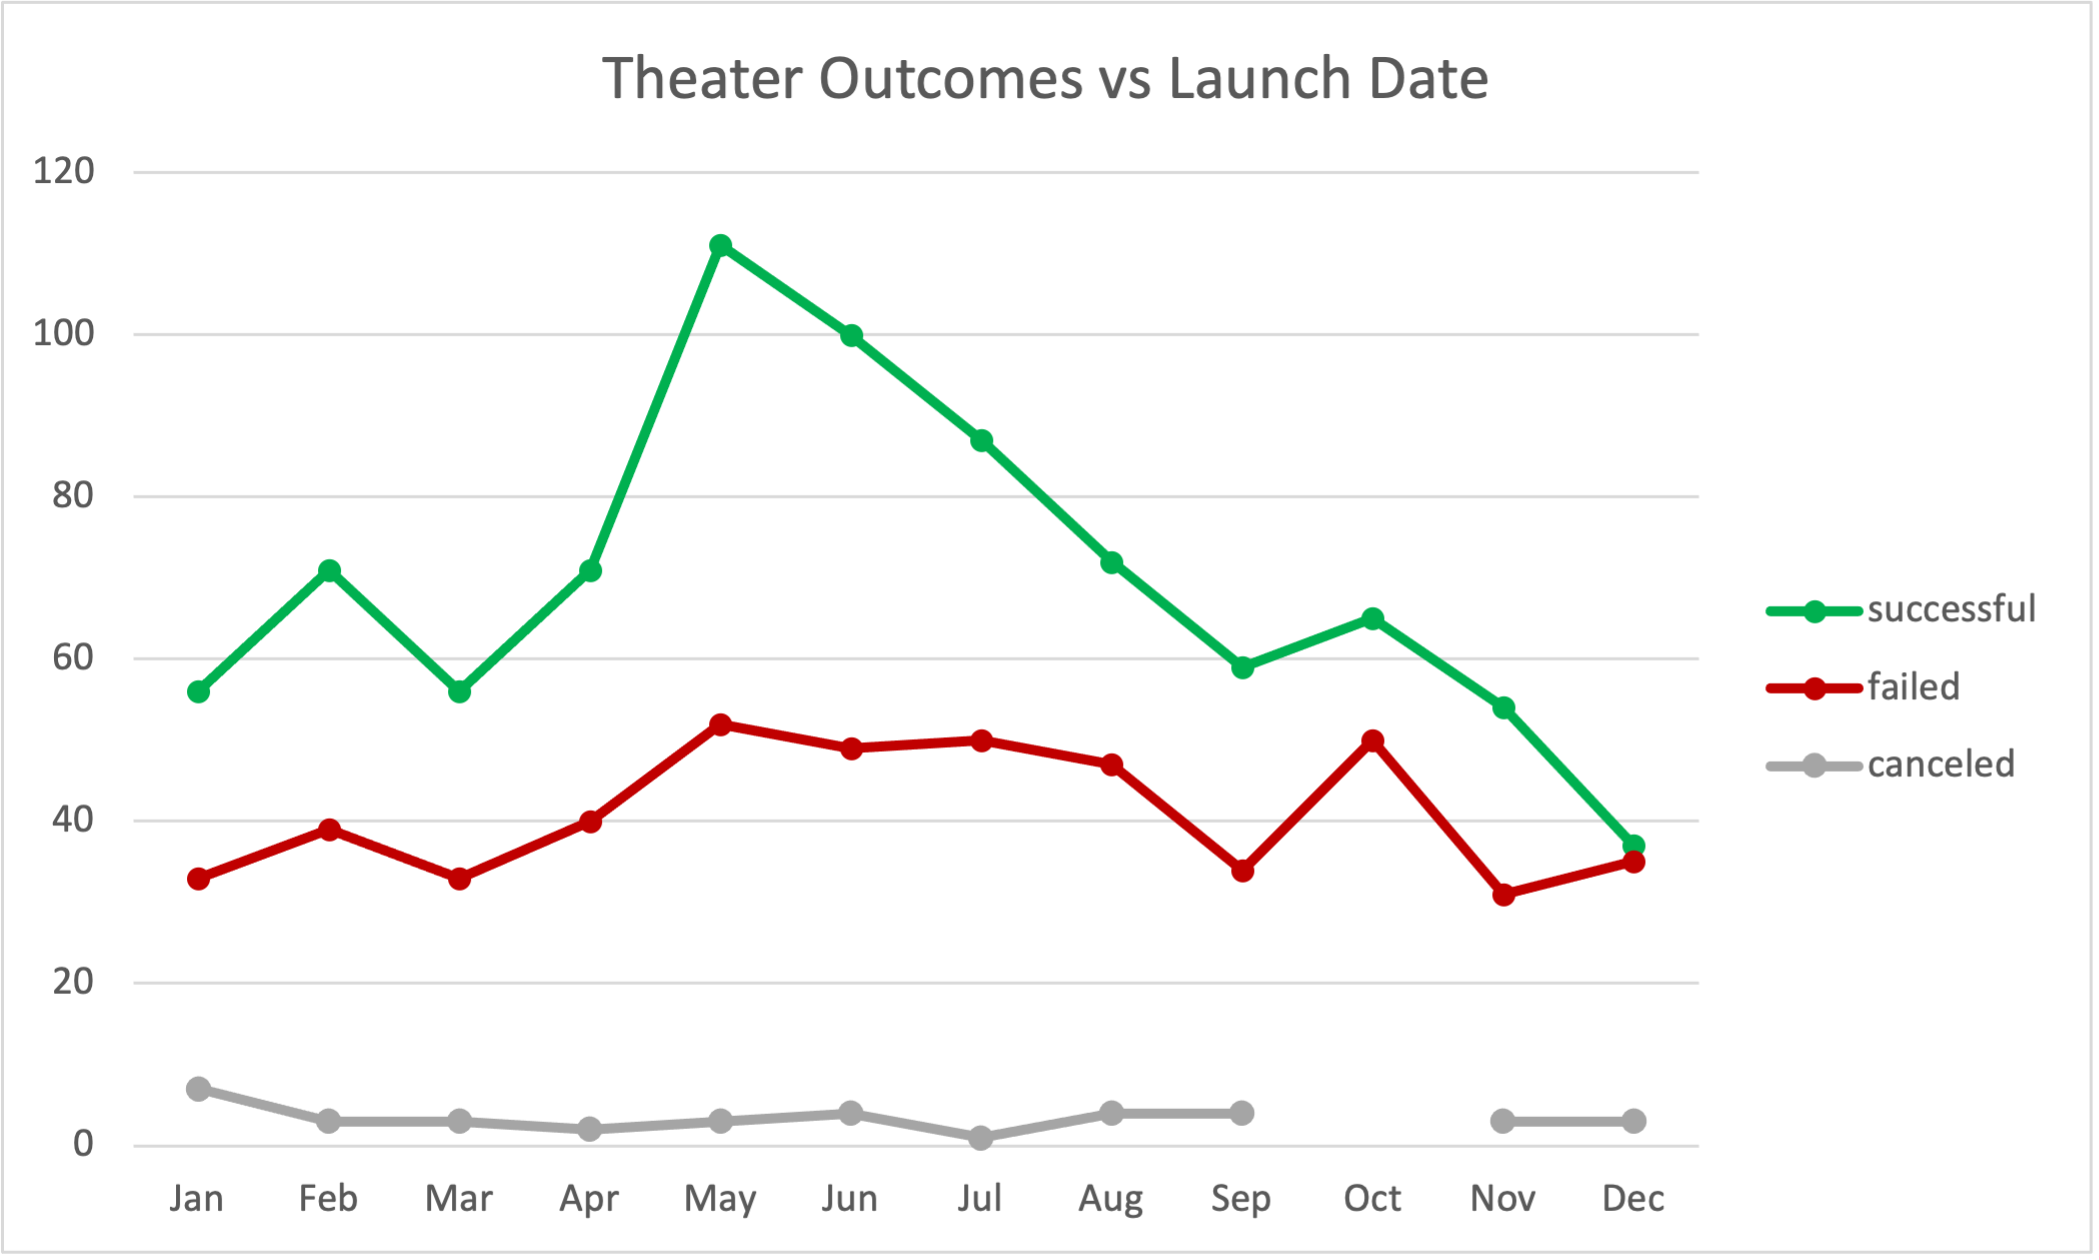 Theater Outcomes vs Launch Date
120
100
80
60
40
20
0
Jan Feb Mar Apr May Jun Jul Aug Sep Oct Nov Dec
successful
failed
canceled